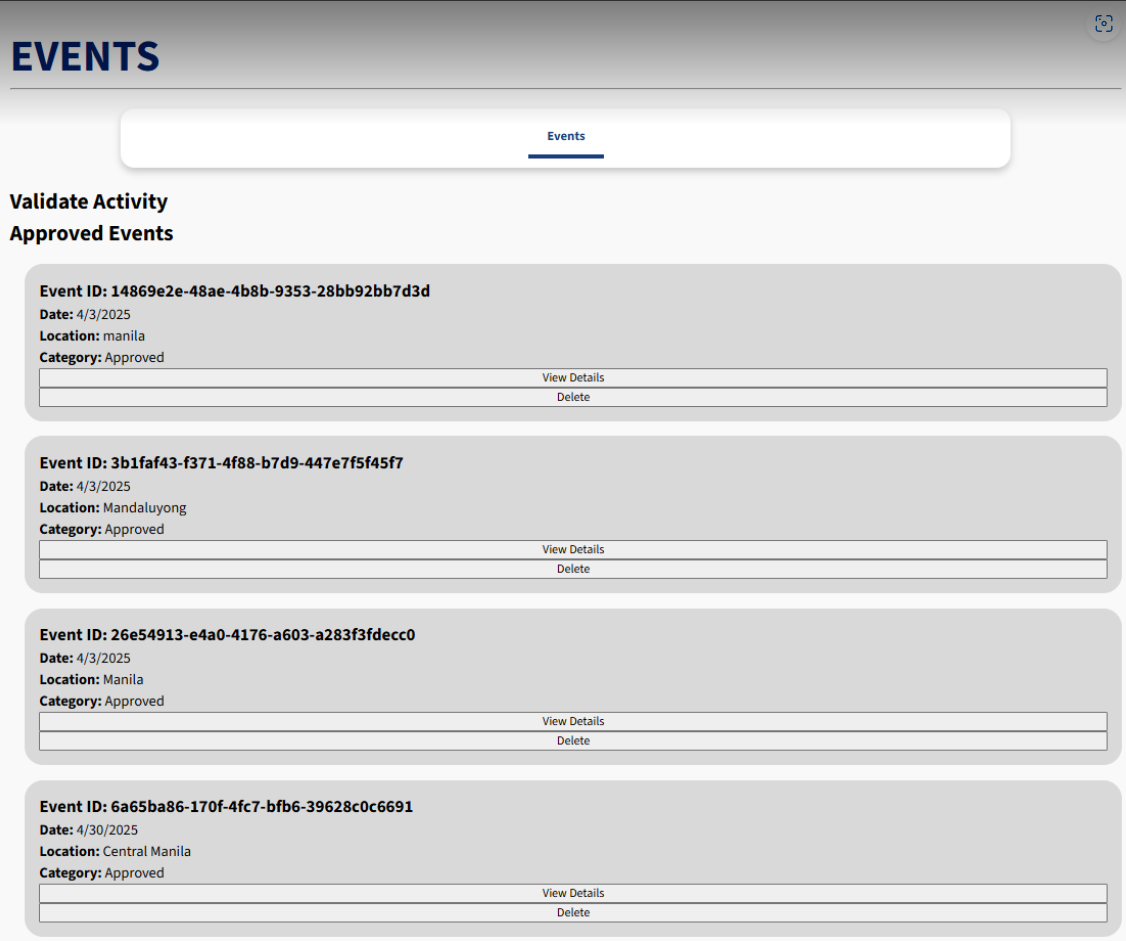 EVENTS
Events
Validate Activity
Approved Events
Event ID: 14869e2e-48ae-4b8b-9353-28bb92bb7d3d
Date: 4/3/2025
Location: manila
Category: Approved
View Details
Delete
Event ID: 3b1faf43-f371-4f88-b7d9-447e7f5f45f7
Date: 4/3/2025
Location: Mandaluyong
Category: Approved
View Details
Delete
Event ID: 26e54913-e4a0-4176-a603-a283f3fdecc0
Date: 4/3/2025
Location: Manila
Category: Approved
View Details
Delete
Event ID: 6a65ba86-170f-4fc7-bfb6-39628c0c6691
Date: 4/30/2025
Location: Central Manila
Category: Approved
View Details
Delete